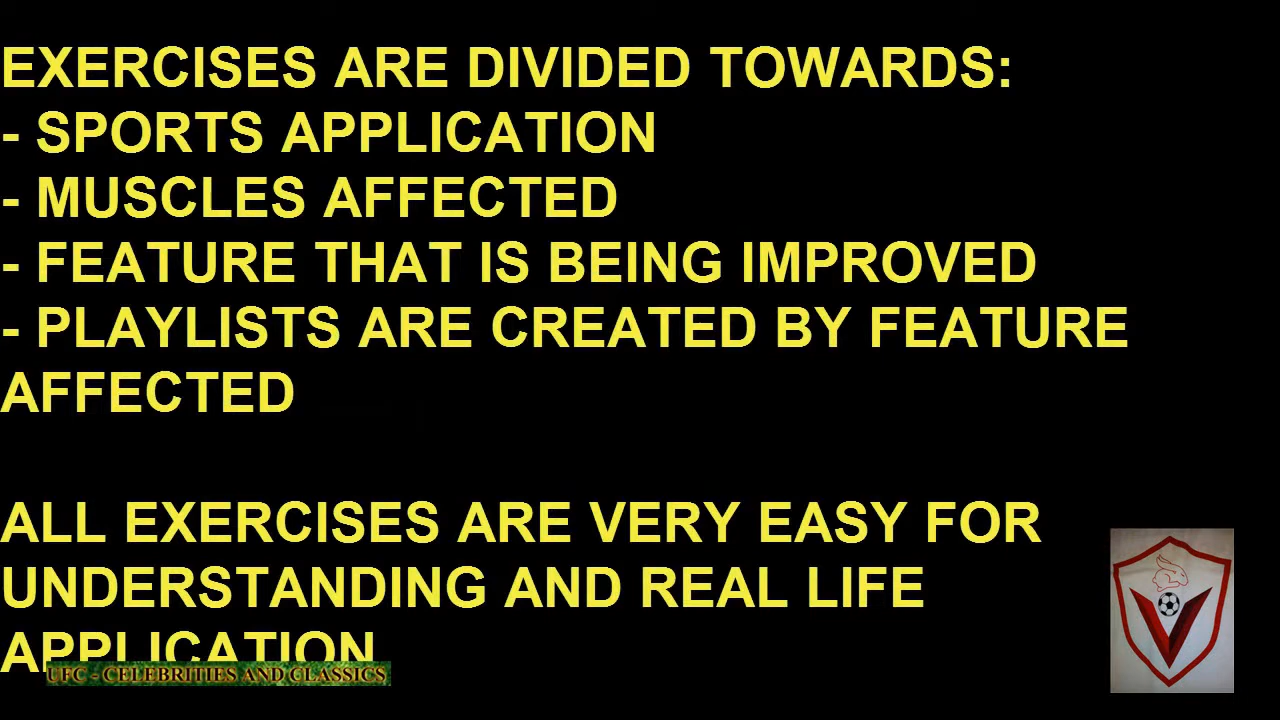 EXERCISES ARE DIVIDED TOWARDS:
- SPORTS APPLICATION
- MUSCLES AFFECTED
- FEATURE THAT IS BEING IMPROVED
- PLAYLISTS ARE CREATED BY FEATURE
AFFECTED
ALL EXERCISES ARE VERY EASY FOR
UNDERSTANDING AND REAL LIFE
APPLICATION
UFC - CELEBRITIES AND CLASSICS